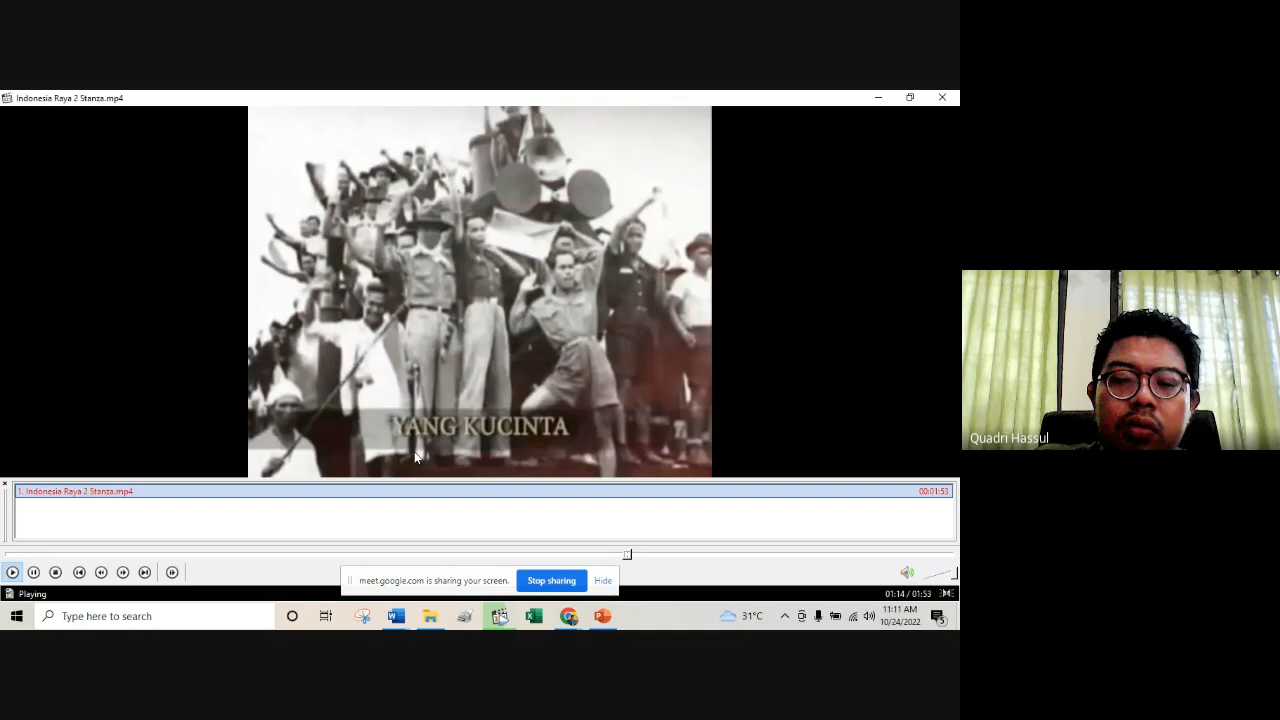 Indonesia Raya 2 Stanza.mp4
YANG KUCINTA
Quadri Hassul
1. Indonesia Raya 2 Stanza.mp4
00:01:53
meet.google.com is sharing your screen.
Stop sharing
Hide
Playing
01:14 / 01:53
Type here to search
31°C
11:11 AM
10/24/2022
5